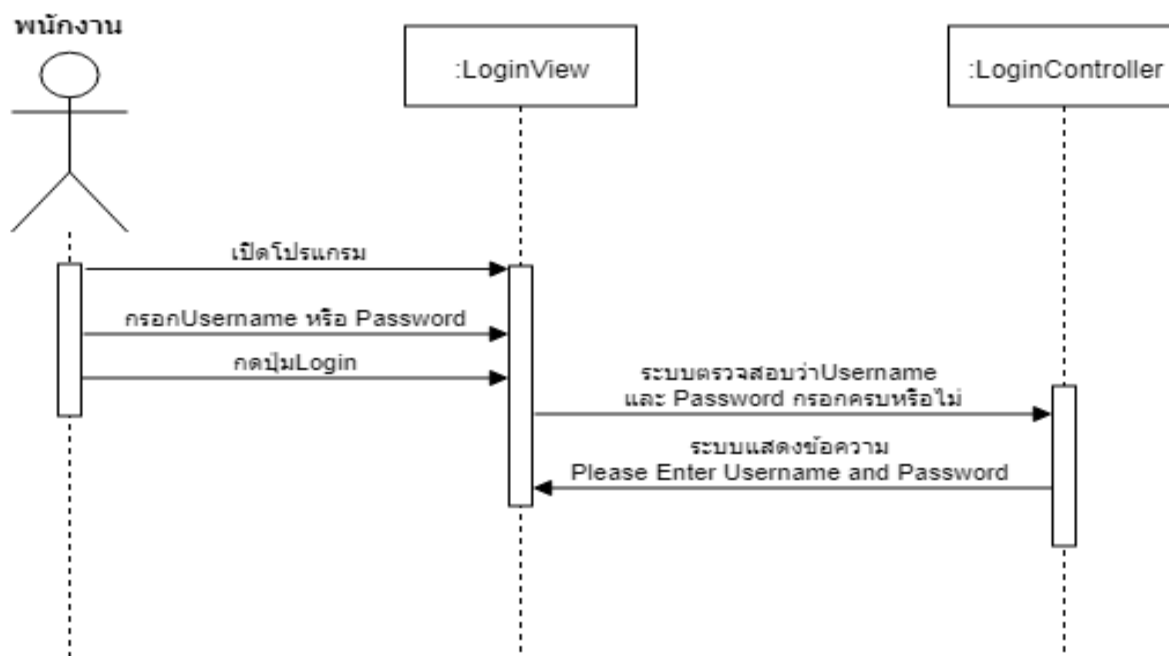 พนักงาน
:LoginView
:LoginController
เปิดโปรแกรม
กรอกUsername หรือ Password
กดปุ่มLogin
ระบบตรวจสอบว่าUsername
และ Password กรอกครบหรือไม่
ระบบแสดงข้อความ
Please Enter Username and Password